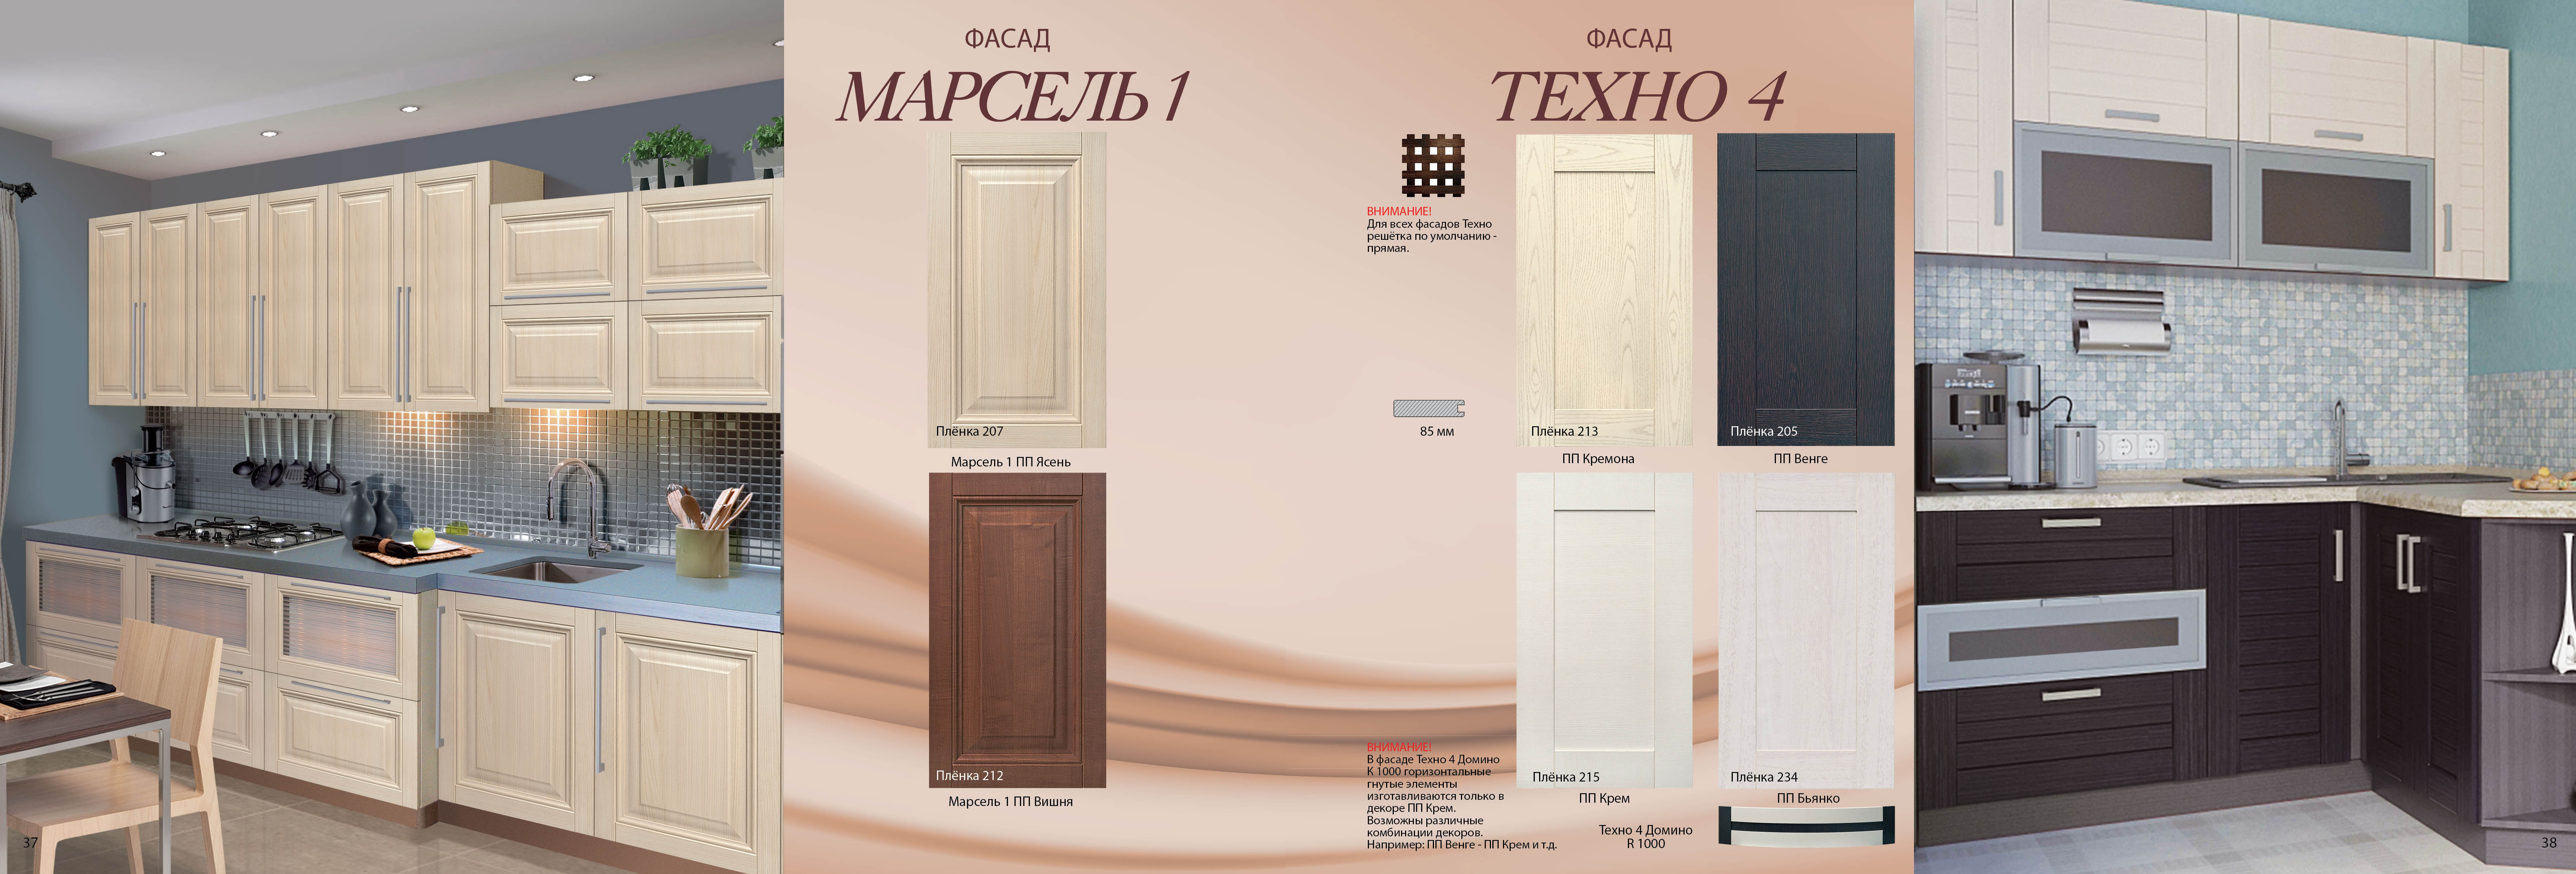 ФАСАД
МАРСЕЛЬ 1
Плёнка 207
Марсель 1 ПП Ясень
Плёнка 212
Марсель 1 ПП Вишня
37
ФАСАД
ТЕХНО 4
ВНИМАНИЕ!
Для всех фасадов Техно
решётка по умолчанию -
прямая.
85 мм
Плёнка 213
ПП Кремона
Плёнка 205
ПП Венге
Плёнка 215
ПП Крем
Плёнка 234
ПП Бьянко
ВНИМАНИЕ!
В фасаде Техно 4 Домино
К 1000 горизонтальные
гнутые элементы
изготавливаются только в
декоре ПП Крем.
Возможны различные
комбинации декоров.
Например: ПП Венге - ПП Крем и т.д.
Техно 4 Домино
R 1000
38